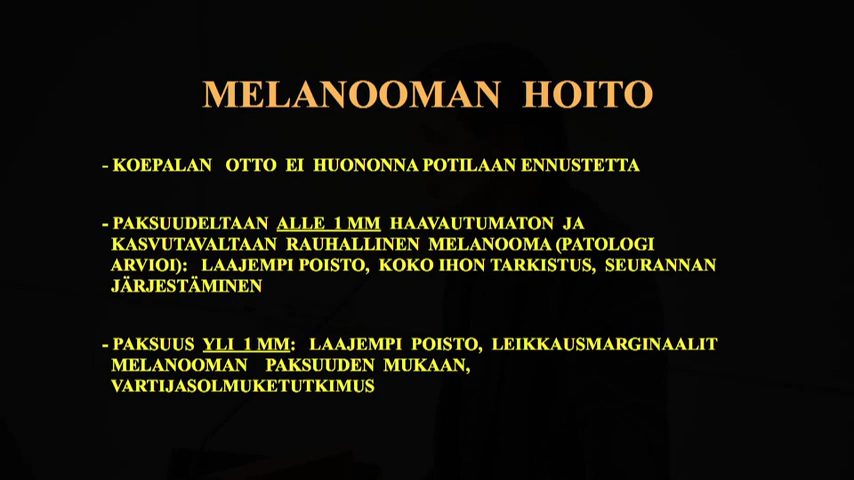 MELANOOMAN HOITO
- KOEPALAN OTTO EI HUONONNA POTILAAN ENNUSTETTA
- PAKSUUDELTAAN ALLE 1 MM HAAVAUTUMATON JA
KASVUTAVALTAAN RAUHALLINEN MELANOOMA (PATOLOGI
ARVIOI): LAAJEMPI POISTO, KOKO IHON TARKISTUS, SEURANNAN
JÄRJESTÄMINEN
- PAKSUUS YLI 1 MM: LAAJEMPI POISTO, LEIKKAUSMARGINAALIT
MELANOOMAN PAKSUUDEN MUKAAN,
VARTIJASOLMUKETUTKIMUS